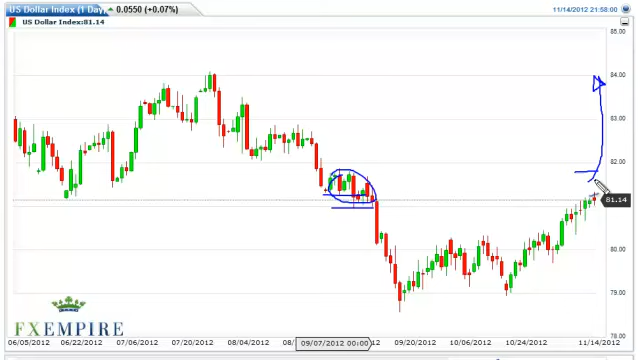 US Dollar Index (1 Day) 0.0550 (+0.07%) 11/14/2012 21:58:00
US Dollar Index:81.14
85.00
84.00
83.00
82.00
81.14
80.00
79.00
78.00
FXEMPIRE
06/05/2012 06/22/2012 07/07/2012 07/20/2012 08/04/2012 09/07/2012 00:00 09/20/2012 10/06/2012 10/24/2012 11/14/2012